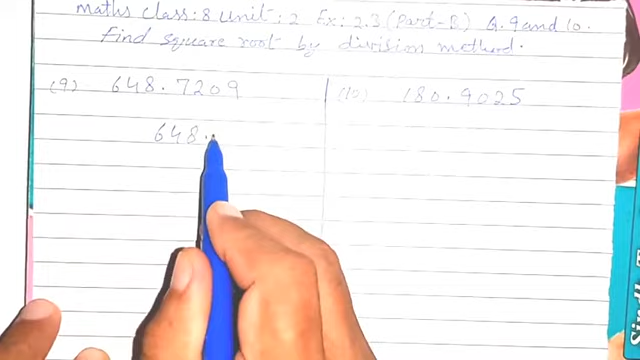 maths class: 8 Unit: 2 Ex: 2.3 (Part-B) Q. 9 and 10.
find square root by division method.
(9) 648.7209
(10) 180.9025
648.
Sindh T